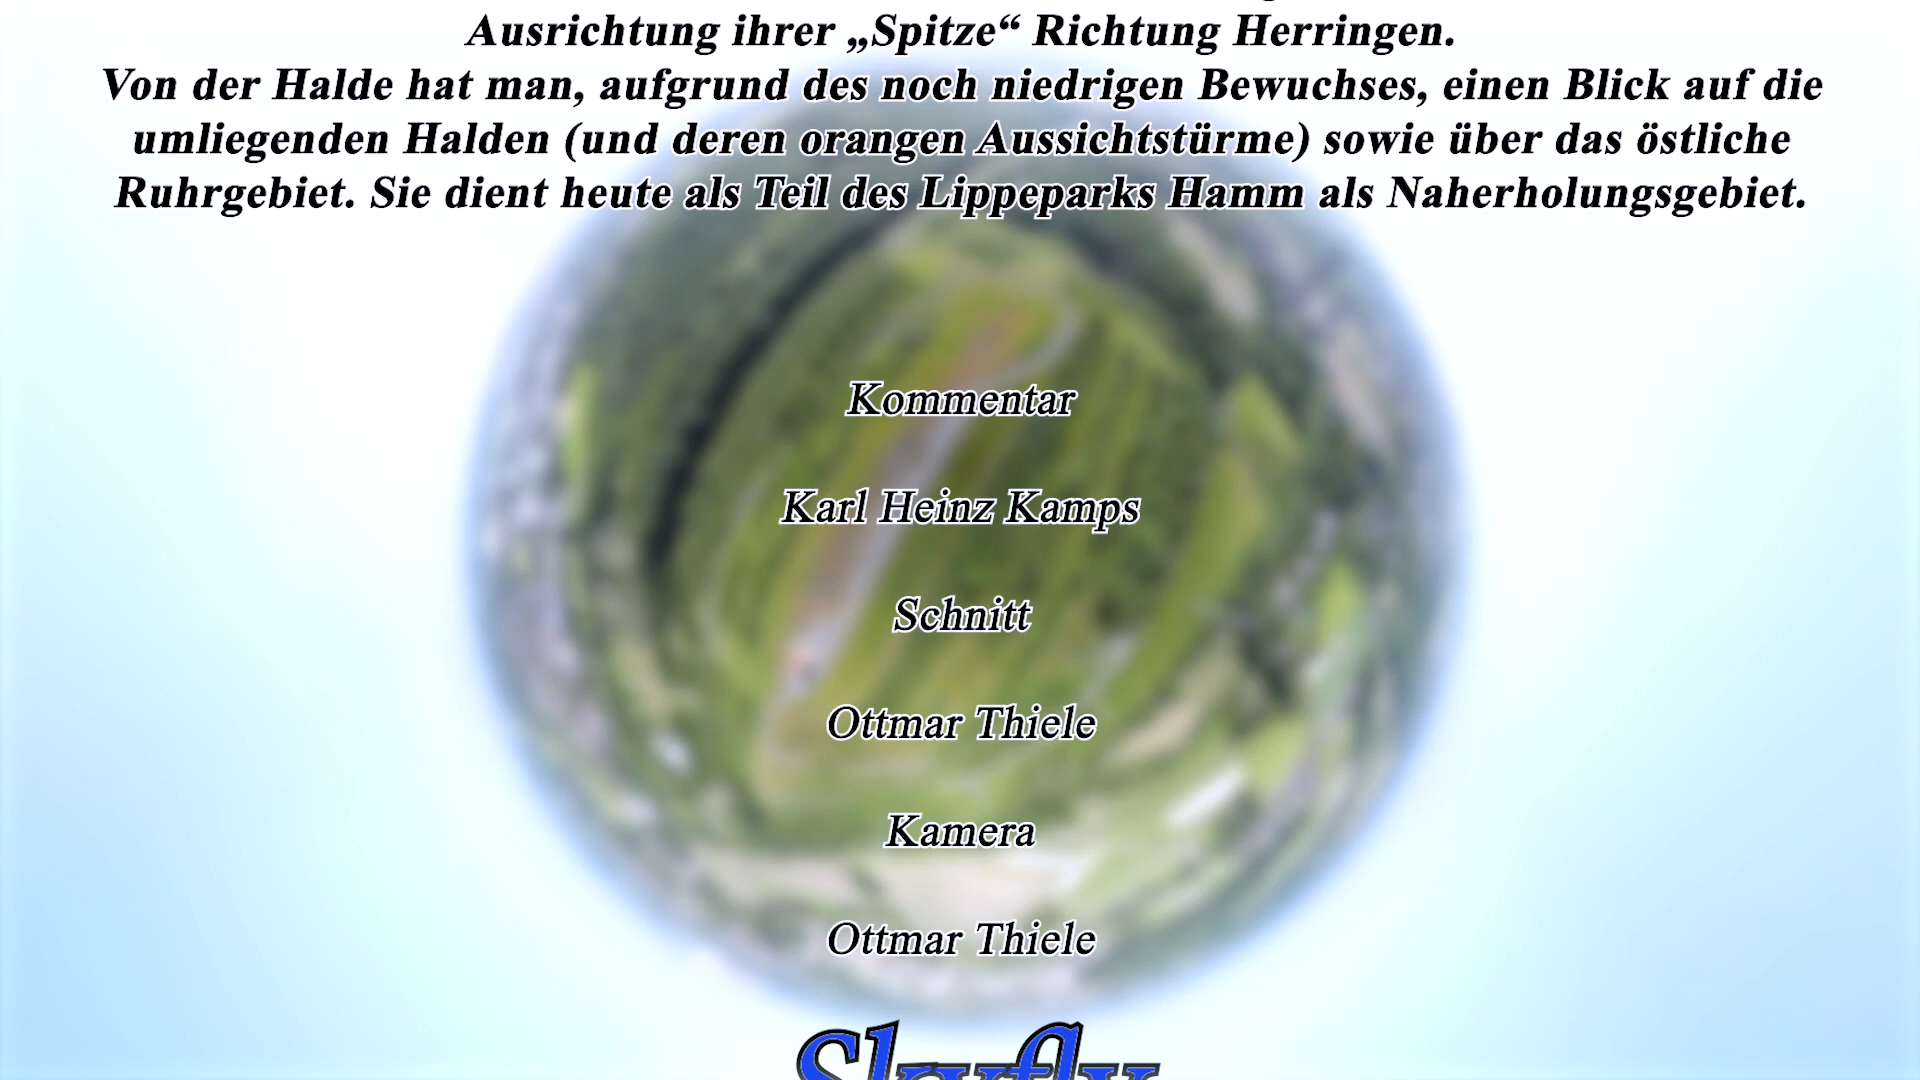 Ausrichtung ihrer „Spitze“ Richtung Herringen.
Von der Halde hat man, aufgrund des noch niedrigen Bewuchses, einen Blick auf die
umliegenden Halden (und deren orangen Aussichtstürme) sowie über das östliche
Ruhrgebiet. Sie dient heute als Teil des Lippeparks Hamm als Naherholungsgebiet.
Kommentar
Karl Heinz Kamps
Schnitt
Ottmar Thiele
Kamera
Ottmar Thiele
Skyfly